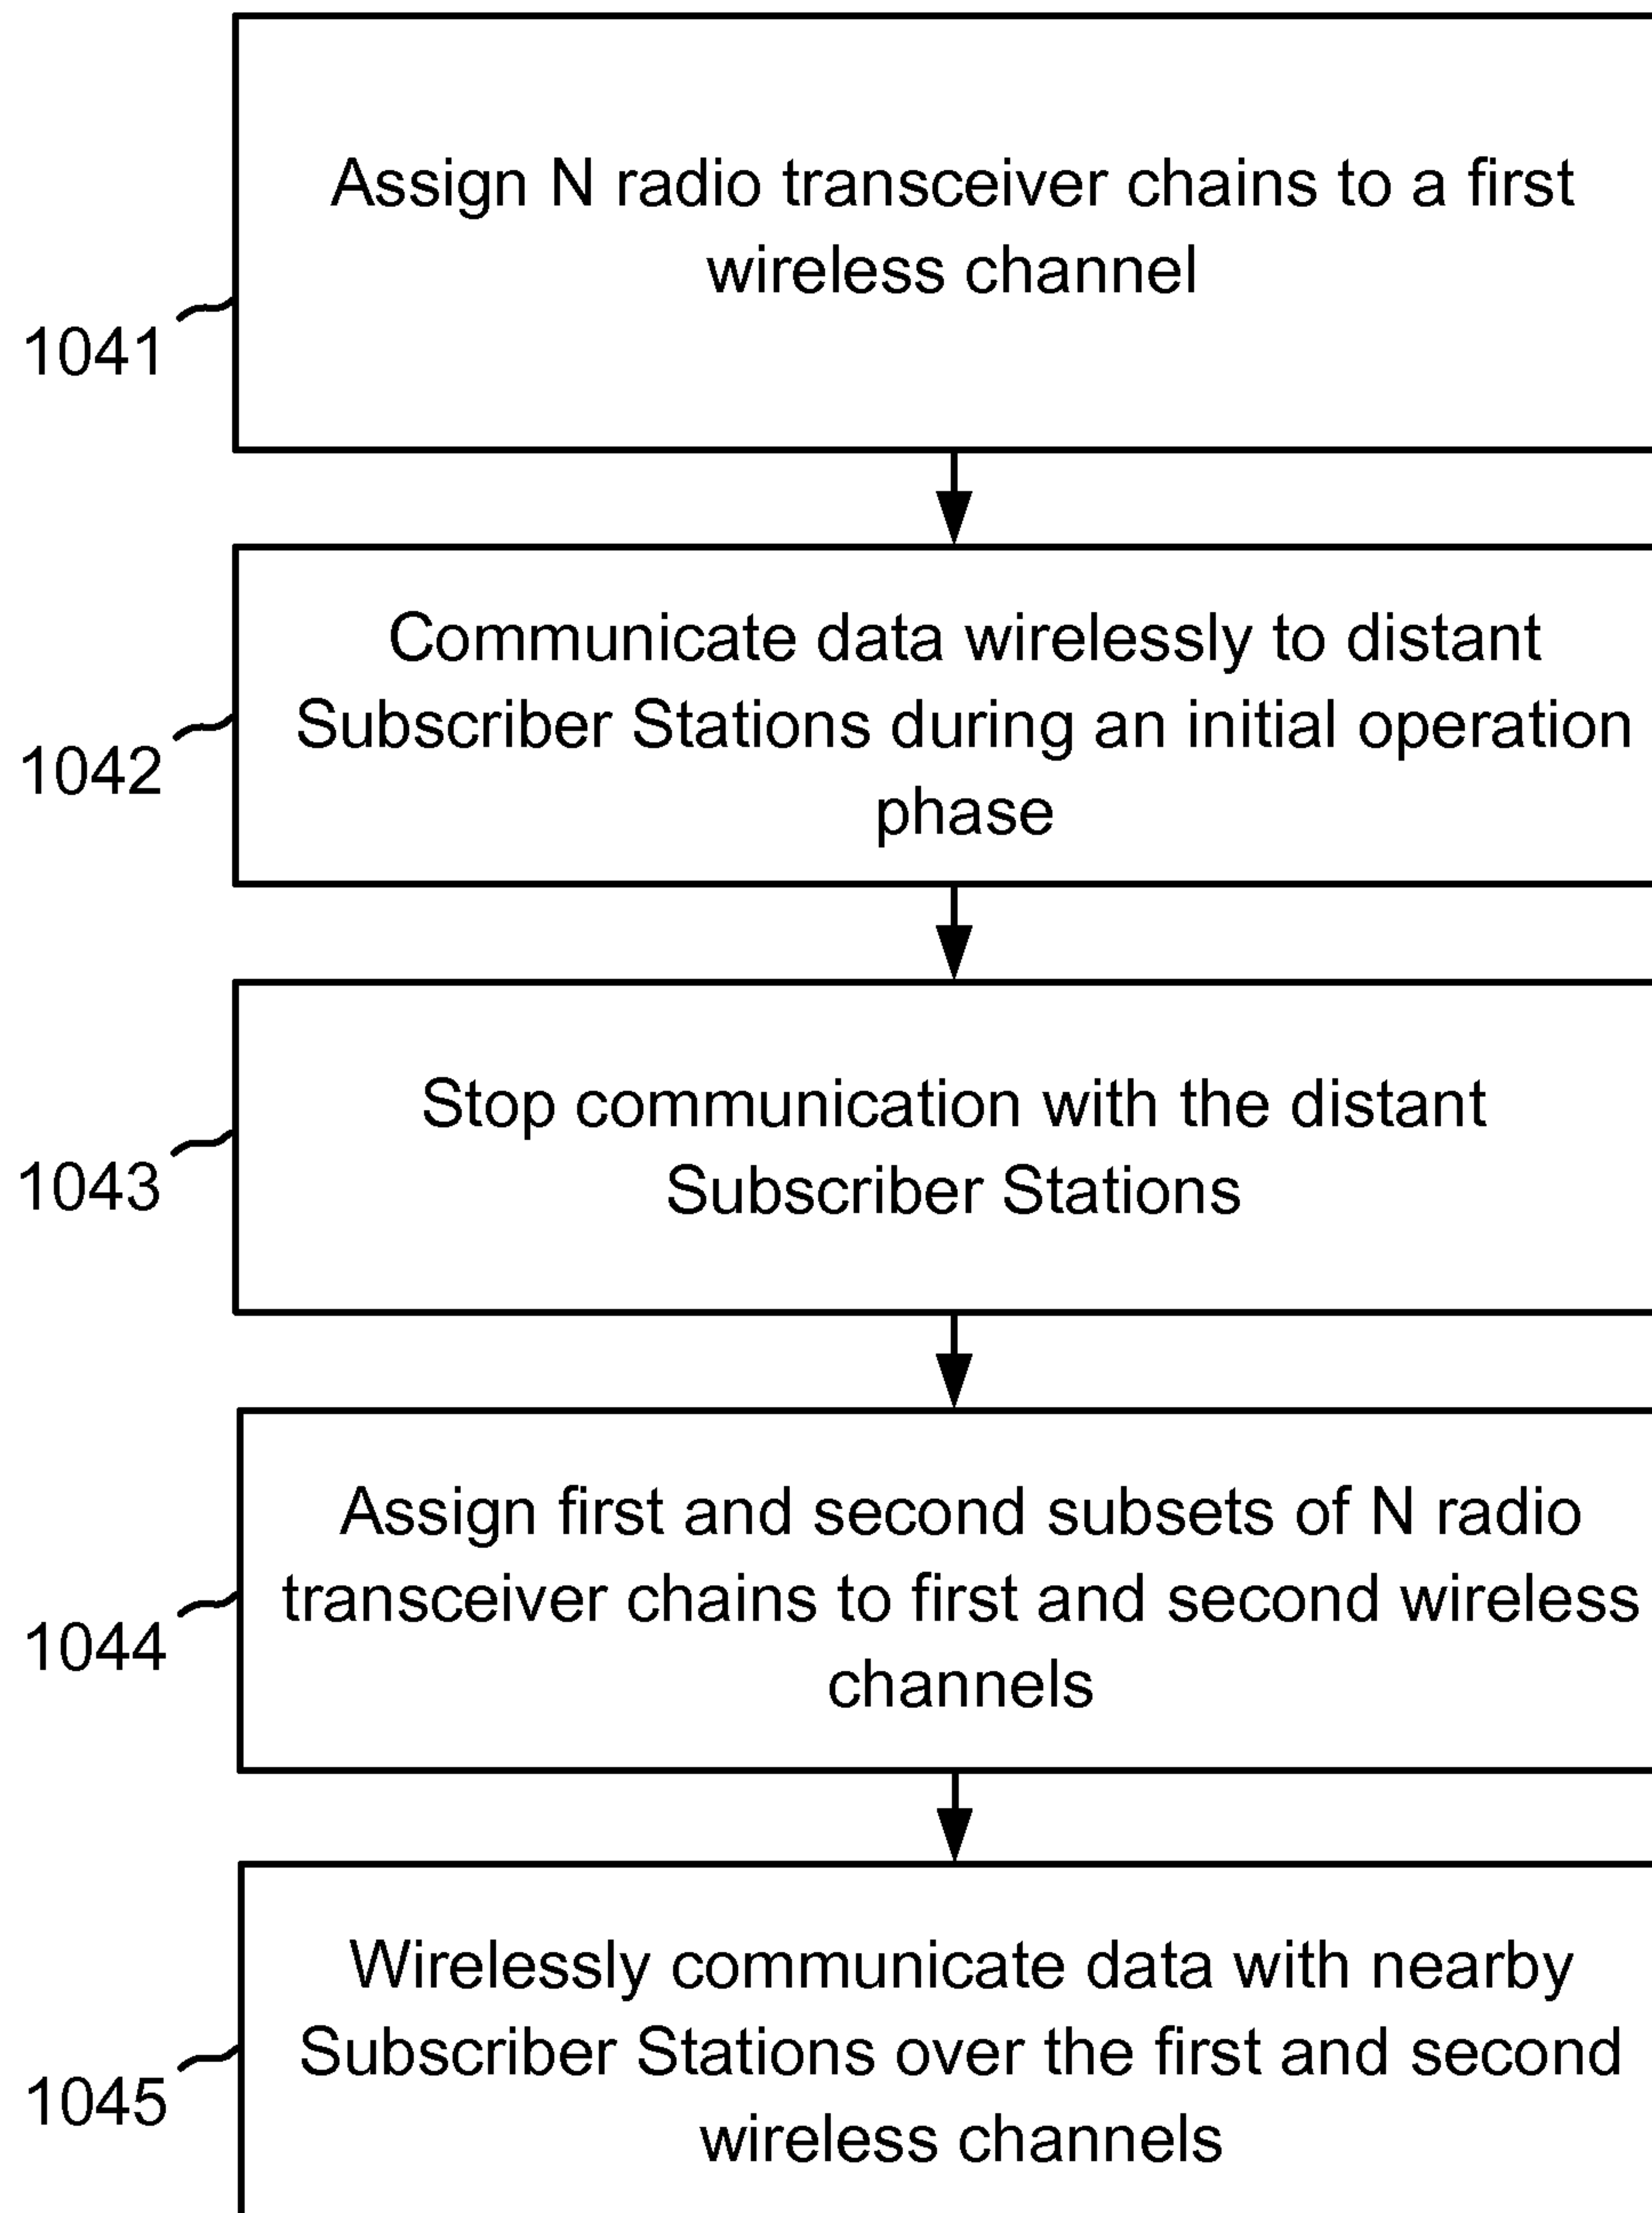 Assign N radio transceiver chains to a first
wireless channel
1041
Communicate data wirelessly to distant
Subscriber Stations during an initial operation
phase
1042
Stop communication with the distant
Subscriber Stations
1043
Assign first and second subsets of N radio
transceiver chains to first and second wireless
channels
1044
Wirelessly communicate data with nearby
Subscriber Stations over the first and second
wireless channels
1045